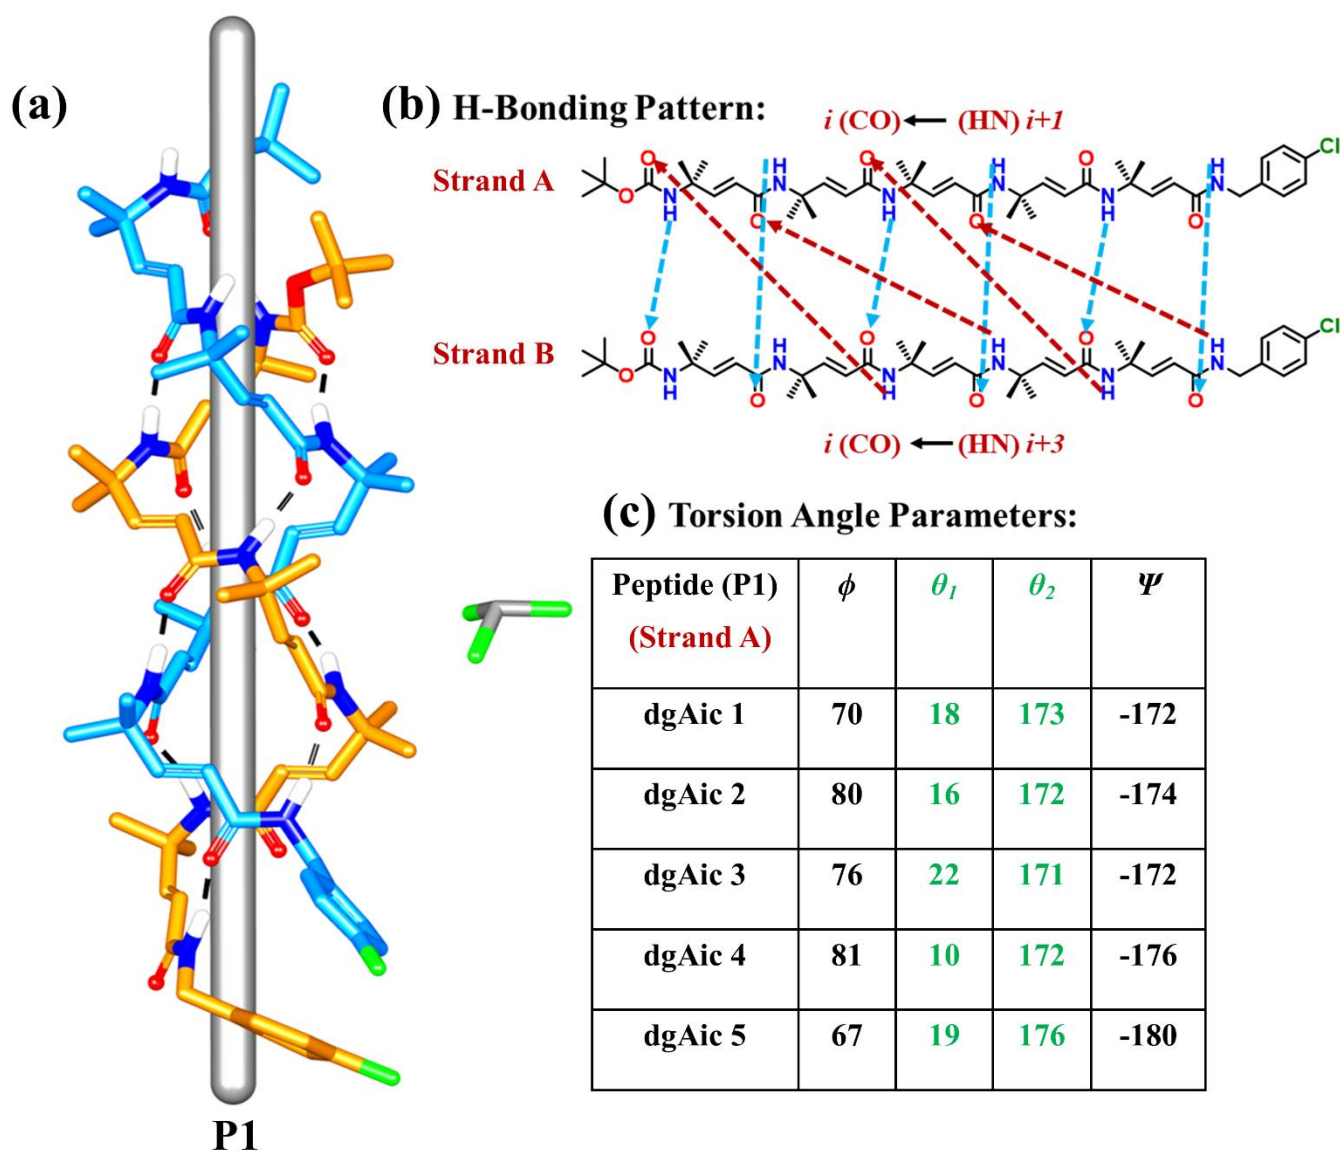 (a)
(b) H-Bonding Pattern:
i (CO) ← (HN) i+1
Strand A
O O O Cl
H H H
N N N
O N N N
H H H
O O O
Strand B
O O O Cl
H H H
N N N
O N N N
H H H
O O O
i (CO) ← (HN) i+3
(c) Torsion Angle Parameters:
Peptide (P1) ϕ θ1 θ2 Ψ
(Strand A)
dgAic 1 70 18 173 -172
dgAic 2 80 16 172 -174
dgAic 3 76 22 171 -172
dgAic 4 81 10 172 -176
dgAic 5 67 19 176 -180
P1